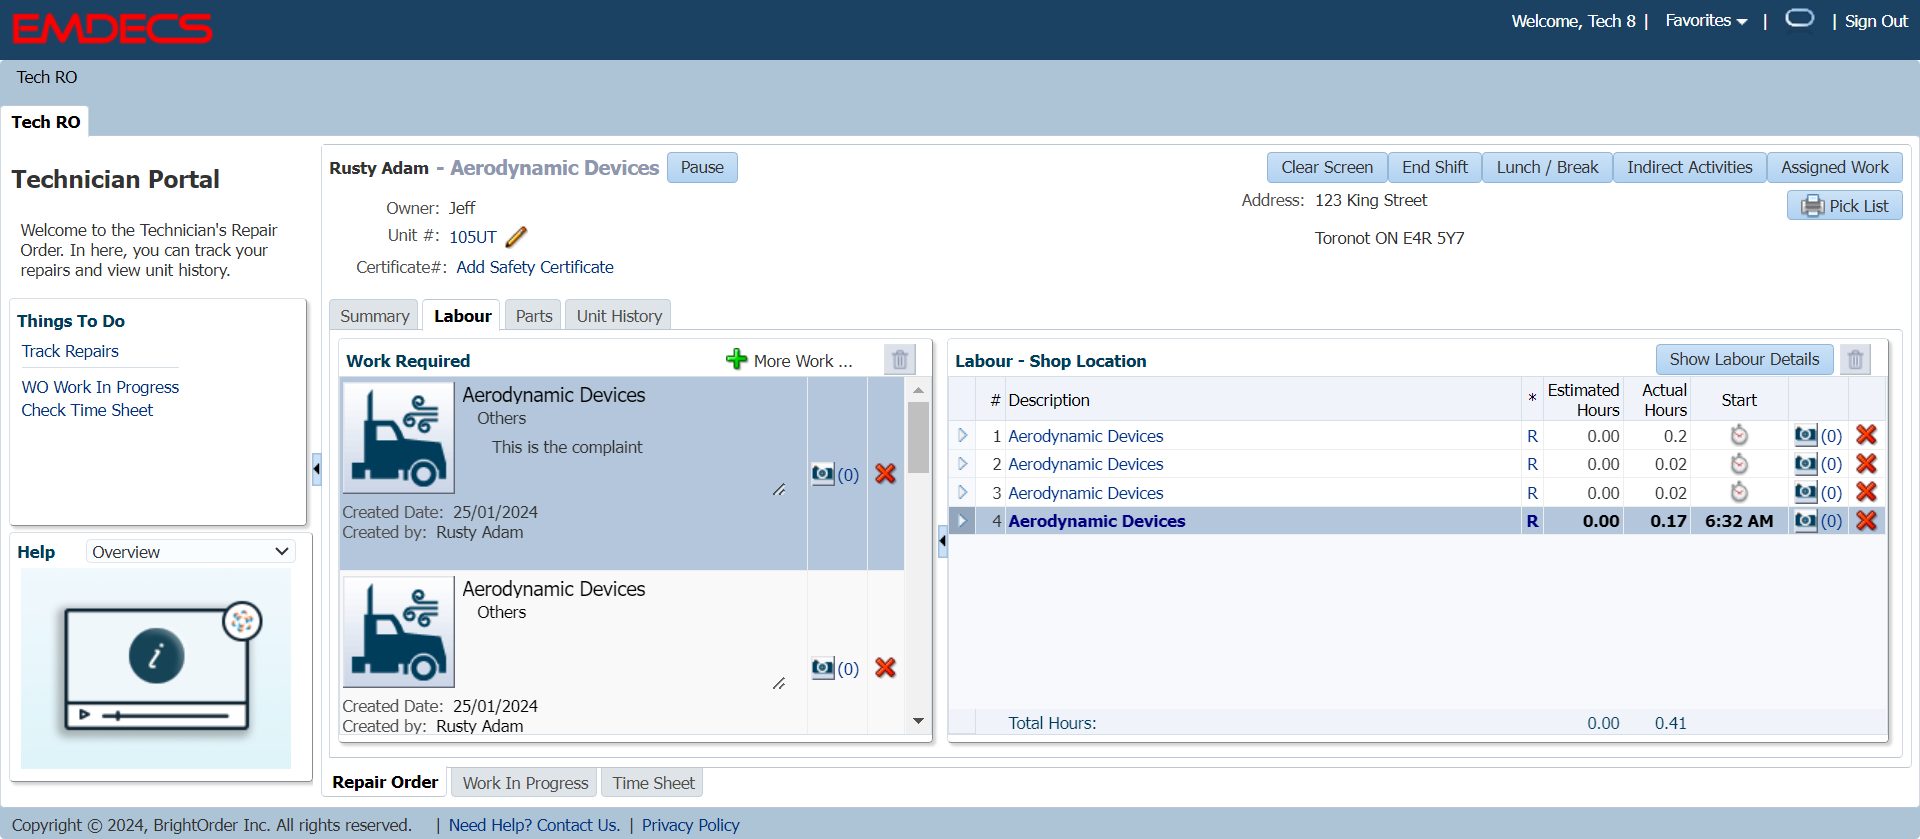 EMDECS
Welcome, Tech 8 | Favorites | | Sign Out
Tech RO
Tech RO
Technician Portal
Welcome to the Technician's Repair
Order. In here, you can track your
repairs and view unit history.
Things To Do
Track Repairs
WO Work In Progress
Check Time Sheet
Help Overview
i
Rusty Adam - Aerodynamic Devices Pause
Clear Screen End Shift Lunch / Break Indirect Activities Assigned Work
Owner: Jeff
Unit #: 105UT
Certificate#: Add Safety Certificate
Address: 123 King Street
Toronot ON E4R 5Y7
Pick List
Summary Labour Parts Unit History
Work Required More Work ...
Aerodynamic Devices
Others
This is the complaint
(0)
Created Date: 25/01/2024
Created by: Rusty Adam
Aerodynamic Devices
Others
(0)
Created Date: 25/01/2024
Created by: Rusty Adam
Labour - Shop Location Show Labour Details
# Description * Estimated Hours Actual Hours Start
1 Aerodynamic Devices R 0.00 0.2 (0)
2 Aerodynamic Devices R 0.00 0.02 (0)
3 Aerodynamic Devices R 0.00 0.02 (0)
4 Aerodynamic Devices R 0.00 0.17 6:32 AM (0)
Total Hours: 0.00 0.41
Repair Order Work In Progress Time Sheet
Copyright © 2024, BrightOrder Inc. All rights reserved. | Need Help? Contact Us. | Privacy Policy